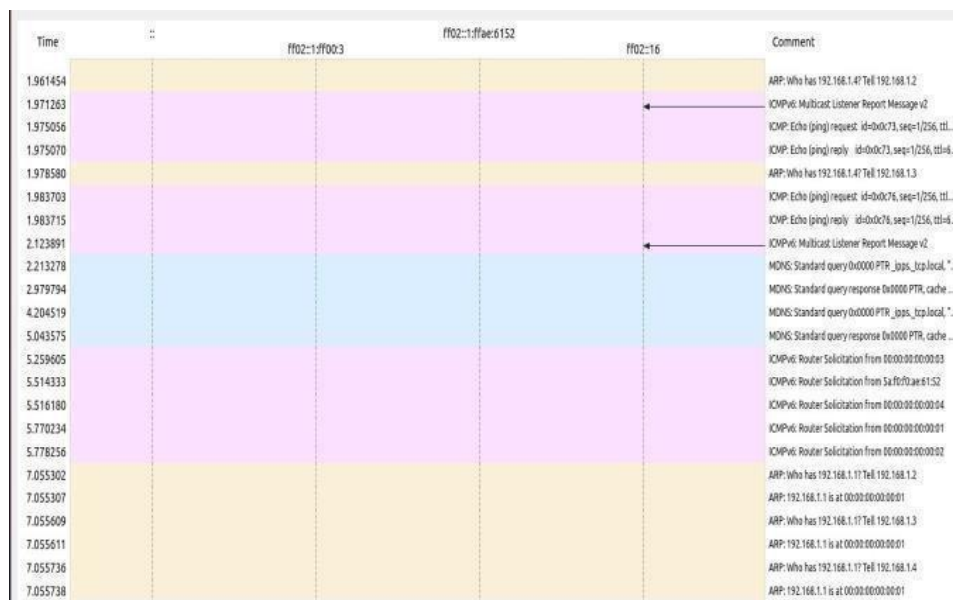 Time :: ff02::1:ff00:3 ff02::1:ffae:6152 ff02::16 Comment
1.961454 ARP: Who has 192.168.1.4? Tell 192.168.1.2
1.971263 ICMPv6: Multicast Listener Report Message v2
1.975056 ICMP: Echo (ping) request id=0x0c73, seq=1/256, ttl...
1.975070 ICMP: Echo (ping) reply id=0x0c73, seq=1/256, ttl=6...
1.978580 ARP: Who has 192.168.1.4? Tell 192.168.1.3
1.983703 ICMP: Echo (ping) request id=0x0c76, seq=1/256, ttl...
1.983715 ICMP: Echo (ping) reply id=0x0c76, seq=1/256, ttl=6...
2.123891 ICMPv6: Multicast Listener Report Message v2
2.213278 MDNS: Standard query 0x0000 PTR _ipps._tcp.local, "...
2.979794 MDNS: Standard query response 0x0000 PTR, cache ...
4.204519 MDNS: Standard query 0x0000 PTR _ipps._tcp.local, "...
5.043575 MDNS: Standard query response 0x0000 PTR, cache ...
5.259605 ICMPv6: Router Solicitation from 00:00:00:00:00:03
5.514333 ICMPv6: Router Solicitation from 5a:f0:f0:ae:61:52
5.516180 ICMPv6: Router Solicitation from 00:00:00:00:00:04
5.770234 ICMPv6: Router Solicitation from 00:00:00:00:00:01
5.778256 ICMPv6: Router Solicitation from 00:00:00:00:00:02
7.055302 ARP: Who has 192.168.1.1? Tell 192.168.1.2
7.055307 ARP: 192.168.1.1 is at 00:00:00:00:00:01
7.055609 ARP: Who has 192.168.1.1? Tell 192.168.1.3
7.055611 ARP: 192.168.1.1 is at 00:00:00:00:00:01
7.055736 ARP: Who has 192.168.1.1? Tell 192.168.1.4
7.055738 ARP: 192.168.1.1 is at 00:00:00:00:00:01